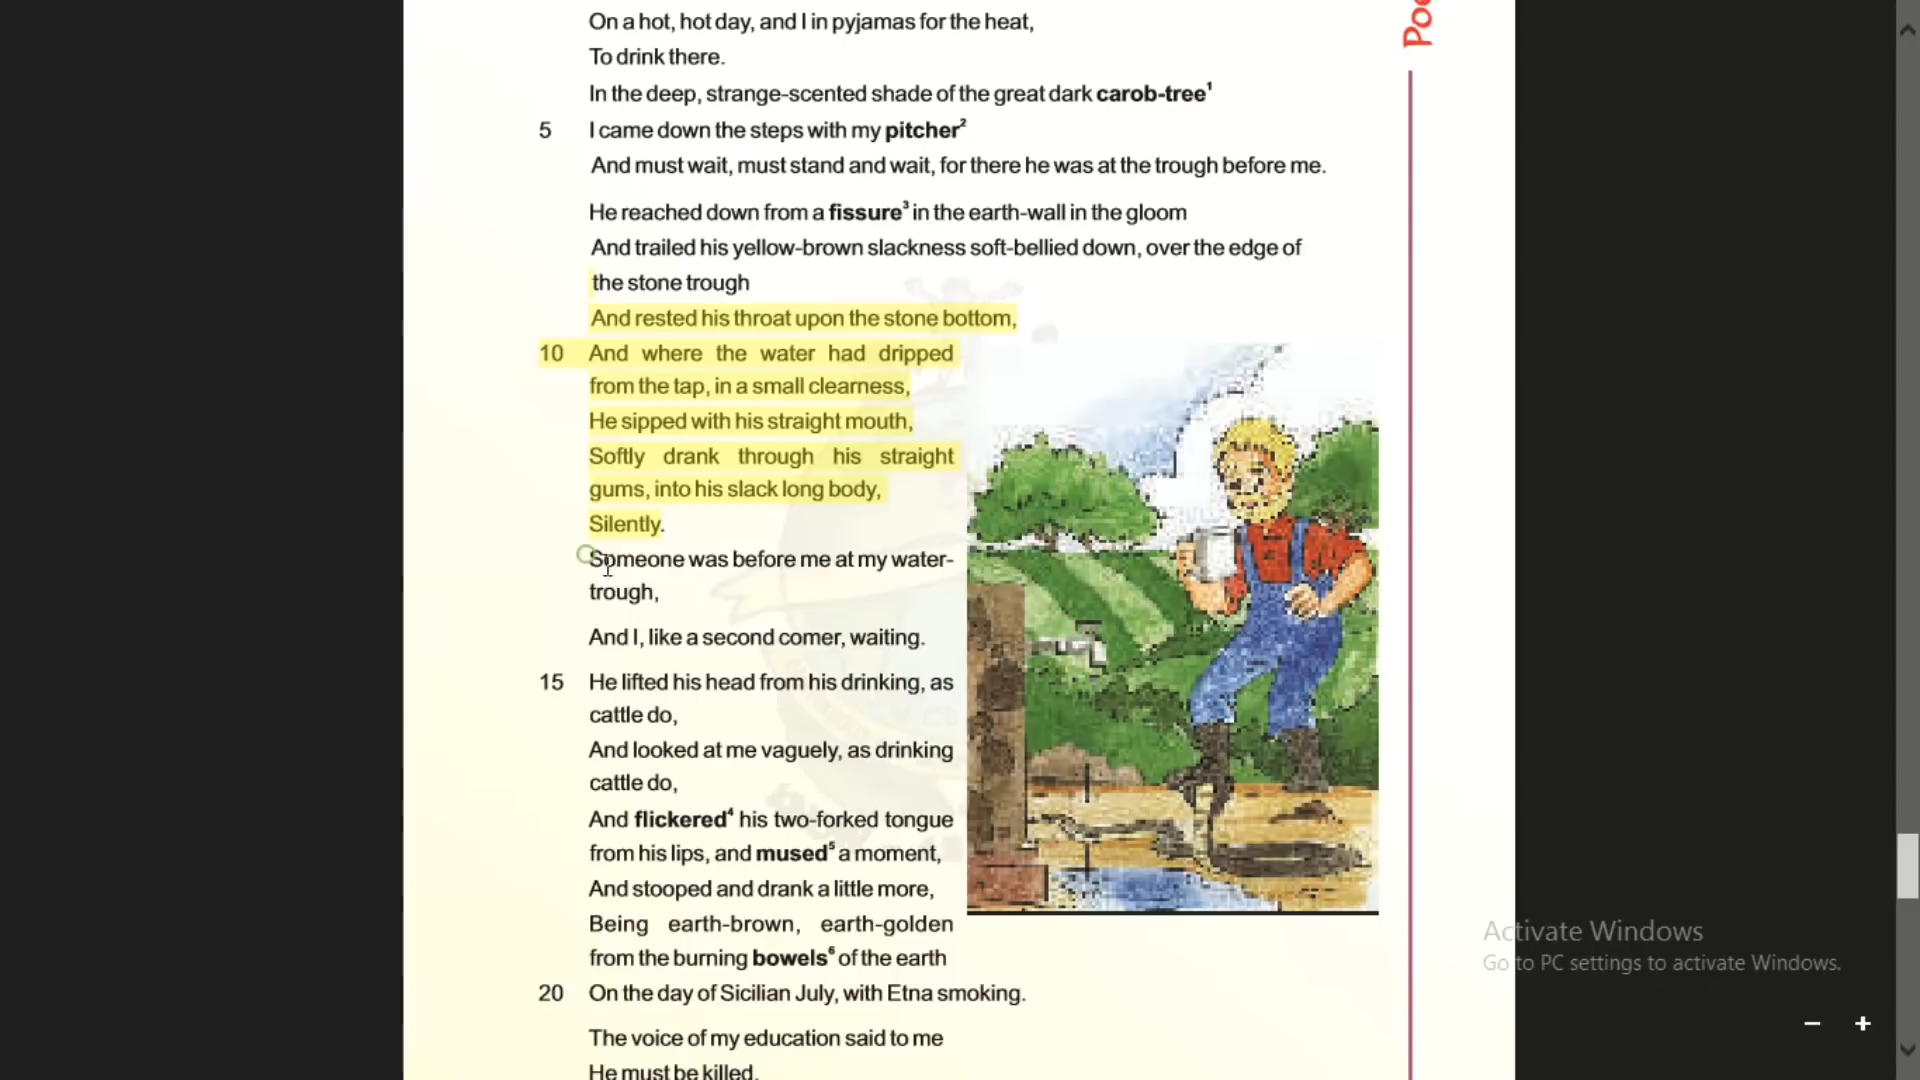 Poe
On a hot, hot day, and I in pyjamas for the heat,
To drink there.
In the deep, strange-scented shade of the great dark carob-tree¹
5 I came down the steps with my pitcher²
And must wait, must stand and wait, for there he was at the trough before me.
He reached down from a fissure³ in the earth-wall in the gloom
And trailed his yellow-brown slackness soft-bellied down, over the edge of
the stone trough
And rested his throat upon the stone bottom,
10 And where the water had dripped
from the tap, in a small clearness,
He sipped with his straight mouth,
Softly drank through his straight
gums, into his slack long body,
Silently.
Someone was before me at my water-
trough,
And I, like a second comer, waiting.
15 He lifted his head from his drinking, as
cattle do,
And looked at me vaguely, as drinking
cattle do,
And flickered⁴ his two-forked tongue
from his lips, and mused⁵ a moment,
And stooped and drank a little more,
Being earth-brown, earth-golden
from the burning bowels⁶ of the earth
20 On the day of Sicilian July, with Etna smoking.
The voice of my education said to me
He must be killed,
Activate Windows
Go to PC settings to activate Windows.